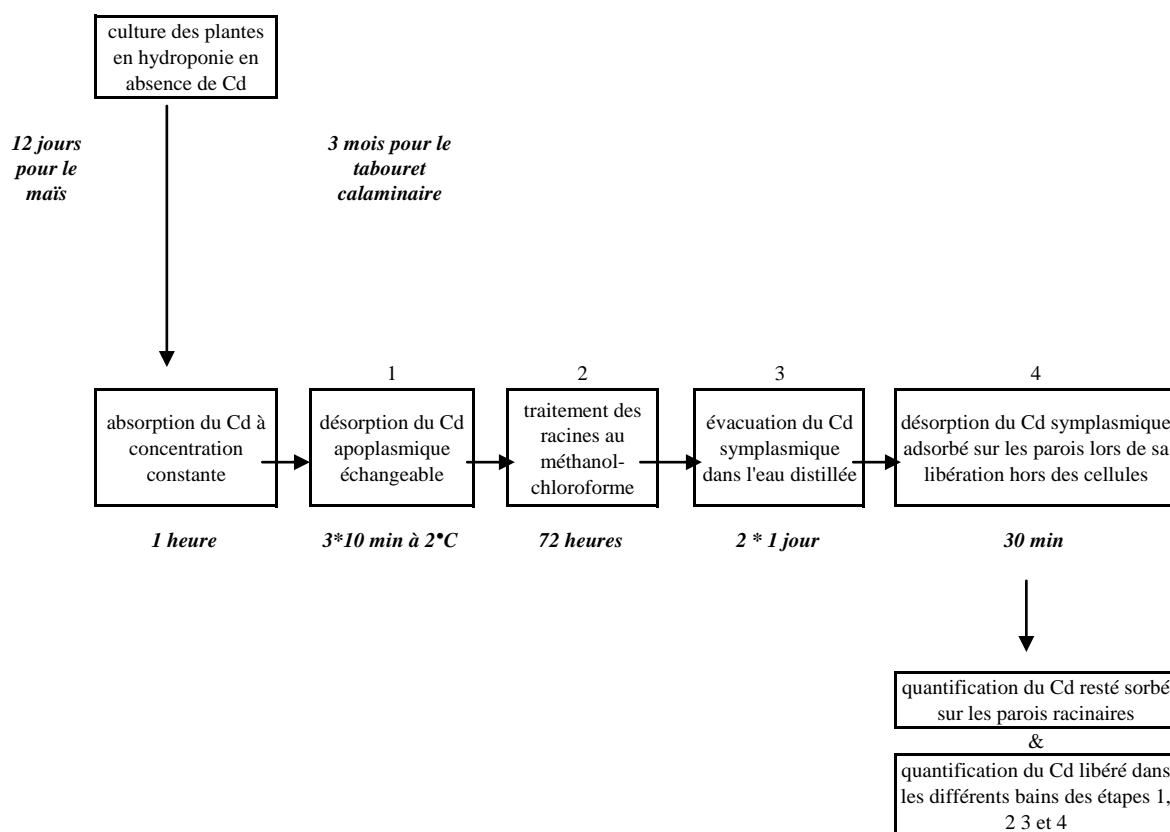 culture des plantes
en hydroponie en
absence de Cd
12 jours
pour le
maïs
3 mois pour le
tabouret
calaminaire
absorption du Cd à
concentration
constante
1 heure
1
désorption du Cd
apoplasmique
échangeable
3*10 min à 2°C
2
traitement des
racines au
méthanol-
chloroforme
72 heures
3
évacuation du Cd
symplasmique
dans l'eau distillée
2 * 1 jour
4
désorption du Cd symplasmique
adsorbé sur les parois lors de sa
libération hors des cellules
30 min
quantification du Cd resté sorbé
sur les parois racinaires
&
quantification du Cd libéré dans
les différents bains des étapes 1,
2 3 et 4